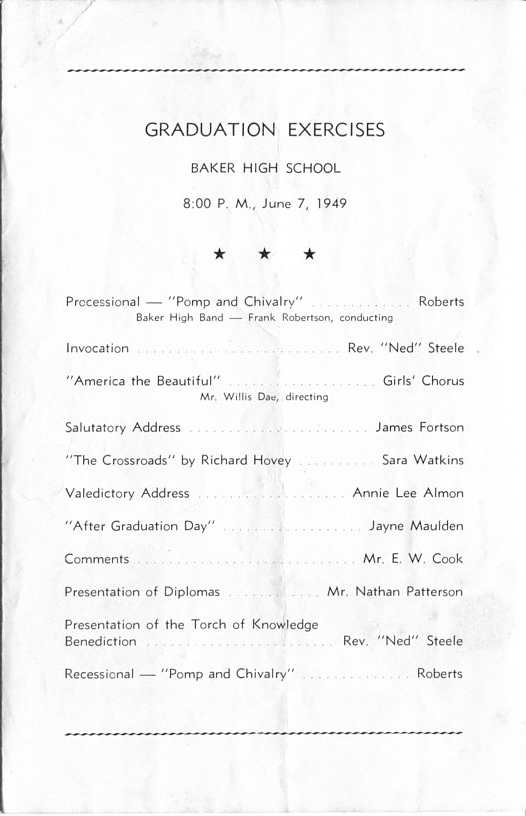 GRADUATION EXERCISES
BAKER HIGH SCHOOL
8:00 P. M., June 7, 1949
★ ★ ★
Processional — "Pomp and Chivalry" . . . . . . . . . . . . . Roberts
Baker High Band — Frank Robertson, conducting
Invocation . . . . . . . . . . . . . . . . . . . . . . . . . . Rev. "Ned" Steele
"America the Beautiful" . . . . . . . . . . . . . . . . . . . Girls' Chorus
Mr. Willis Dae, directing
Salutatory Address . . . . . . . . . . . . . . . . . . . . . . . James Fortson
"The Crossroads" by Richard Hovey . . . . . . . . . . Sara Watkins
Valedictory Address . . . . . . . . . . . . . . . . . . . Annie Lee Almon
"After Graduation Day" . . . . . . . . . . . . . . . . . . Jayne Maulden
Comments . . . . . . . . . . . . . . . . . . . . . . . . . . . . Mr. E. W. Cook
Presentation of Diplomas . . . . . . . . . . . . Mr. Nathan Patterson
Presentation of the Torch of Knowledge
Benediction . . . . . . . . . . . . . . . . . . . . . . . . Rev. "Ned" Steele
Recessional — "Pomp and Chivalry" . . . . . . . . . . . . . . Roberts